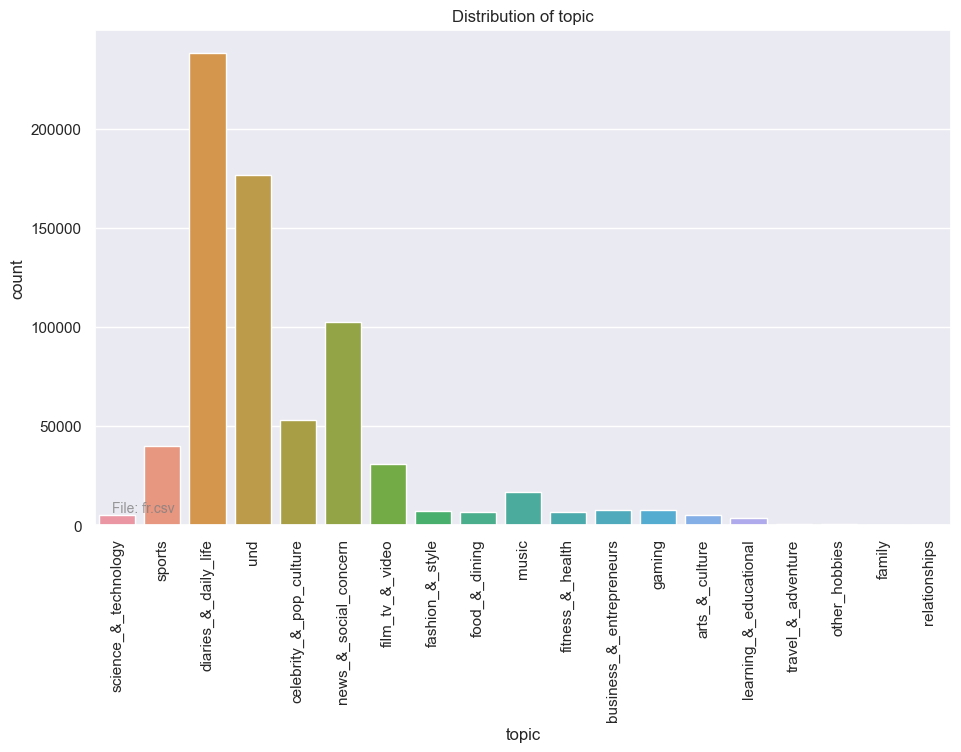 Distribution of topic
count
200000
150000
100000
50000
0
File: fr.csv
science_&_technology
sports
diaries_&_daily_life
und
celebrity_&_pop_culture
news_&_social_concern
film_tv_&_video
fashion_&_style
food_&_dining
music
fitness_&_health
business_&_entrepreneurs
gaming
arts_&_culture
learning_&_educational
travel_&_adventure
other_hobbies
family
relationships
topic